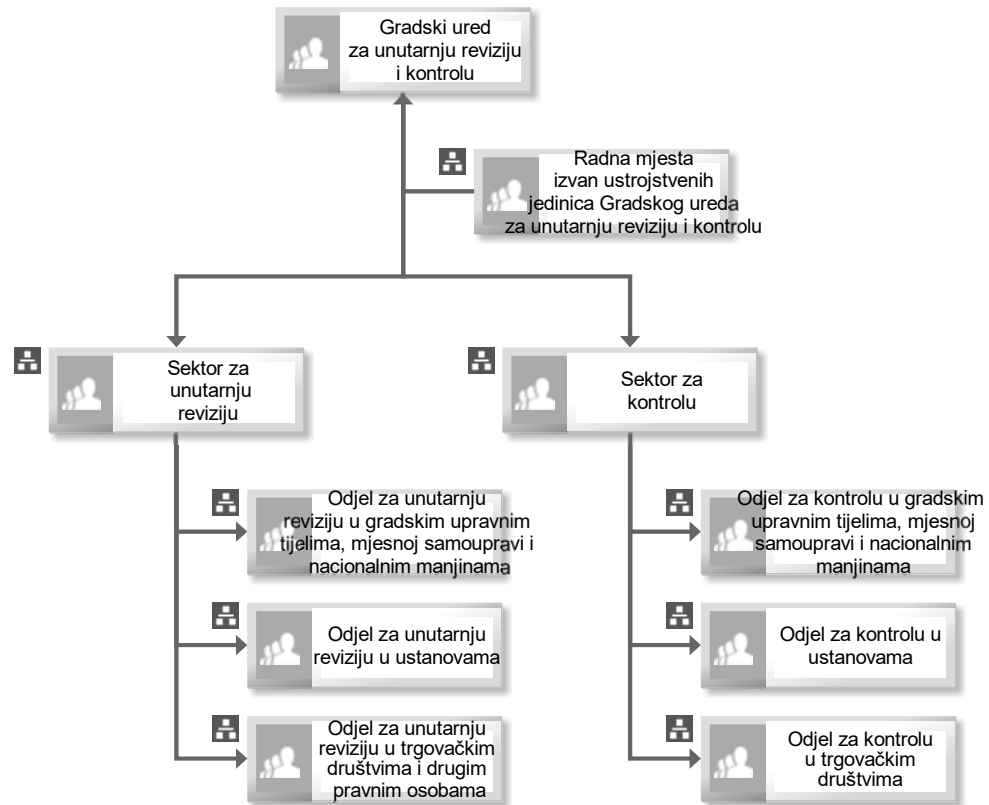 Gradski ured
za unutarnju reviziju
i kontrolu
Radna mjesta
izvan ustrojstvenih
jedinica Gradskog ureda
za unutarnju reviziju i kontrolu
Sektor za
unutarnju
reviziju
Odjel za unutarnju
reviziju u gradskim upravnim
tijelima, mjesnoj samoupravi i
nacionalnim manjinama
Odjel za unutarnju
reviziju u ustanovama
Odjel za unutarnju
reviziju u trgovačkim
društvima i drugim
pravnim osobama
Sektor za
kontrolu
Odjel za kontrolu u gradskim
upravnim tijelima, mjesnoj
samoupravi i nacionalnim
manjinama
Odjel za kontrolu u
ustanovama
Odjel za kontrolu
u trgovačkim
društvima